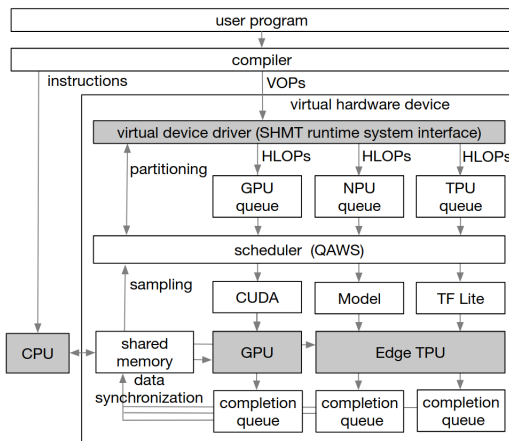 user program
compiler
instructions
VOPs
virtual hardware device
virtual device driver (SHMT runtime system interface)
HLOPs
HLOPs
HLOPs
partitioning
GPU
queue
NPU
queue
TPU
queue
scheduler (QAWS)
sampling
CUDA
Model
TF Lite
CPU
shared
memory
GPU
Edge TPU
data
synchronization
completion
queue
completion
queue
completion
queue